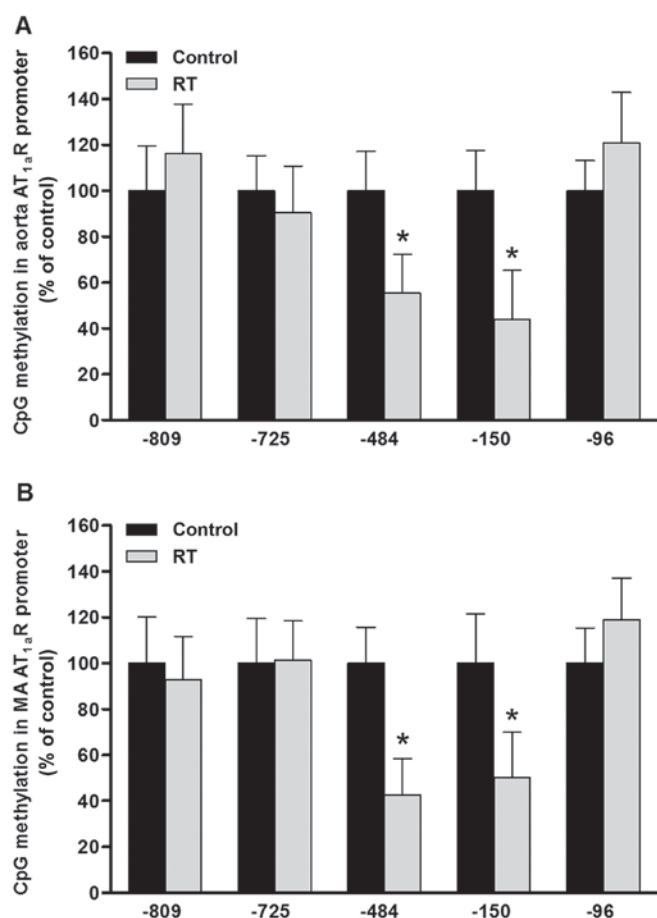 A
Control
RT
CpG methylation in aorta AT1aR promoter
(% of control)
160
140
120
100
80
60
40
20
0
*
*
-809 -725 -484 -150 -96
B
Control
RT
CpG methylation in MA AT1aR promoter
(% of control)
160
140
120
100
80
60
40
20
0
*
*
-809 -725 -484 -150 -96